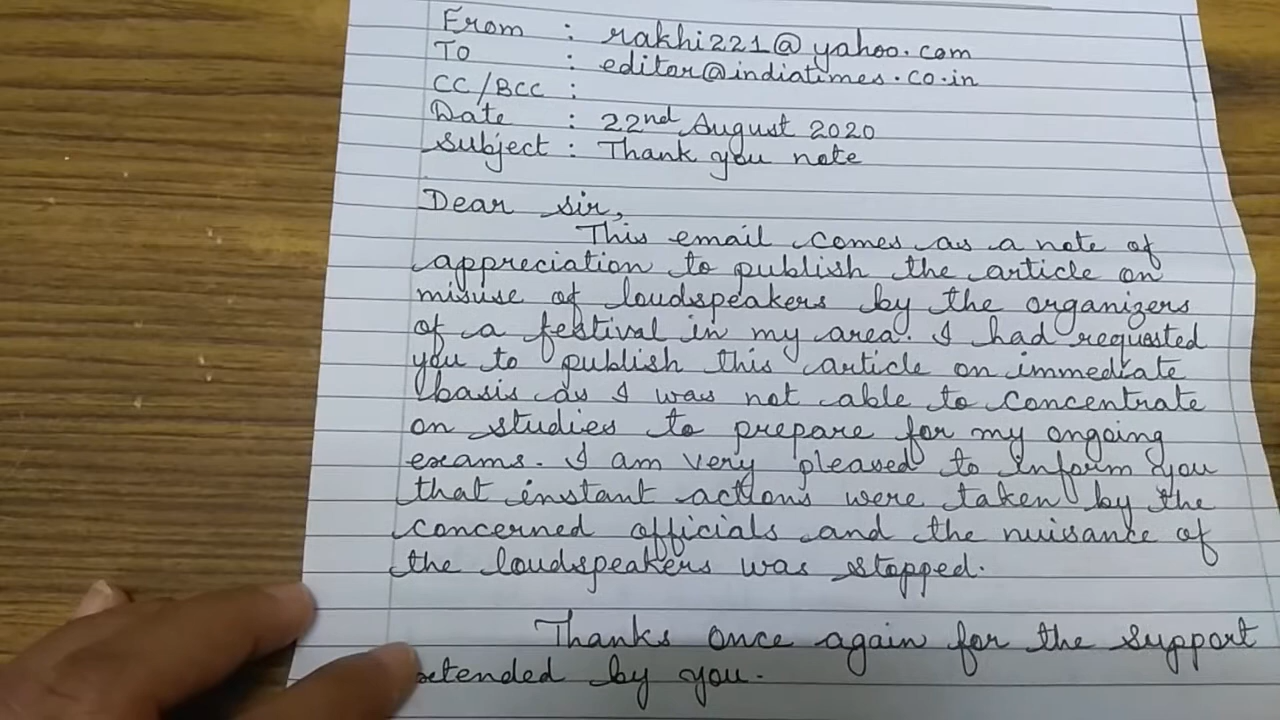 From : rakhi221@yahoo.com
To : editor@indiatimes.co.in
CC/BCC :
Date : 22nd August 2020
Subject : Thank you note
Dear Sir,
This email comes as a note of
appreciation to publish the article on
misuse of loudspeakers by the organizers
of a festival in my area. I had requested
you to publish this article on immediate
basis as I was not able to concentrate
on studies to prepare for my ongoing
exams. I am very pleased to inform you
that instant actions were taken by the
concerned officials and the nuisance of
the loudspeakers was stopped.
Thanks once again for the support
extended by you.